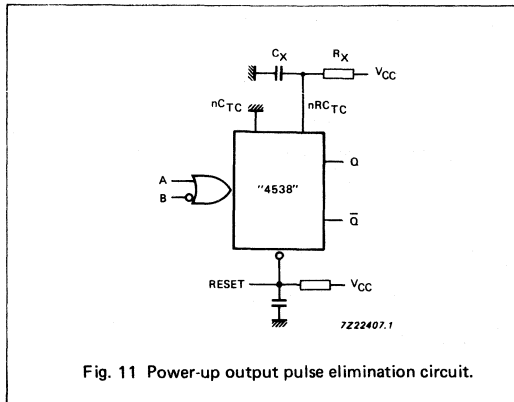 C_X R_X V_CC
nC_TC nRC_TC
A Q
"4538"
B Q̅
RESET V_CC
7Z22407.1
Fig. 11 Power-up output pulse elimination circuit.